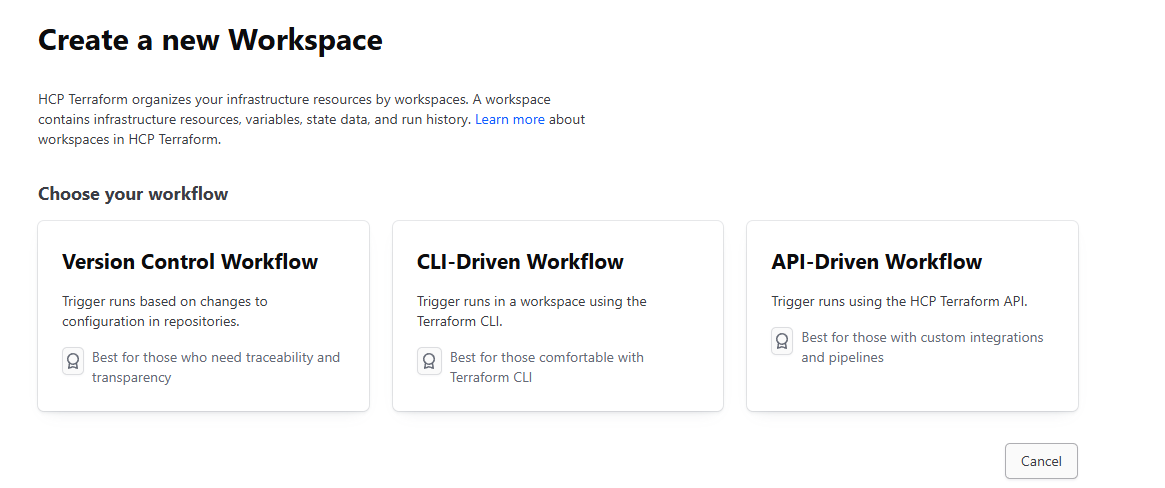 Create a new Workspace
HCP Terraform organizes your infrastructure resources by workspaces. A workspace
contains infrastructure resources, variables, state data, and run history. Learn more about
workspaces in HCP Terraform.
Choose your workflow
Version Control Workflow
Trigger runs based on changes to
configuration in repositories.
Best for those who need traceability and
transparency
CLI-Driven Workflow
Trigger runs in a workspace using the
Terraform CLI.
Best for those comfortable with
Terraform CLI
API-Driven Workflow
Trigger runs using the HCP Terraform API.
Best for those with custom integrations
and pipelines
Cancel